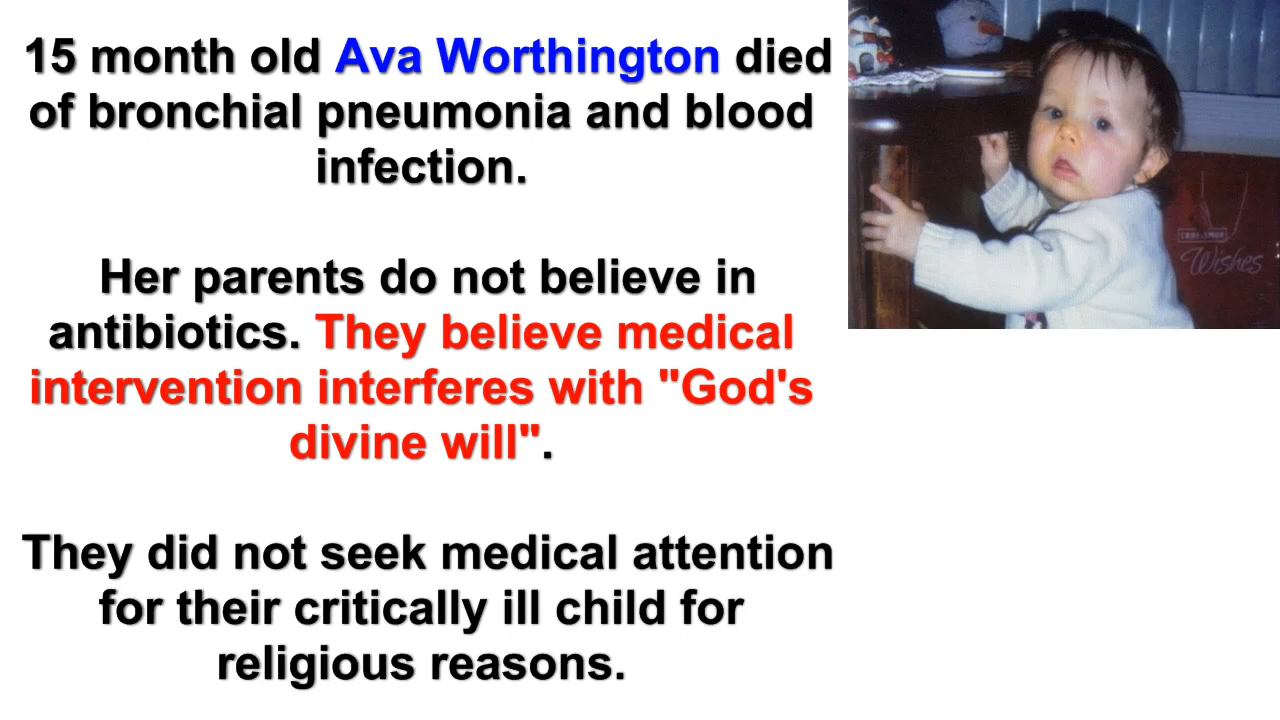 15 month old Ava Worthington died
of bronchial pneumonia and blood
infection.
Her parents do not believe in
antibiotics. They believe medical
intervention interferes with "God's
divine will".
They did not seek medical attention
for their critically ill child for
religious reasons.
Wishes